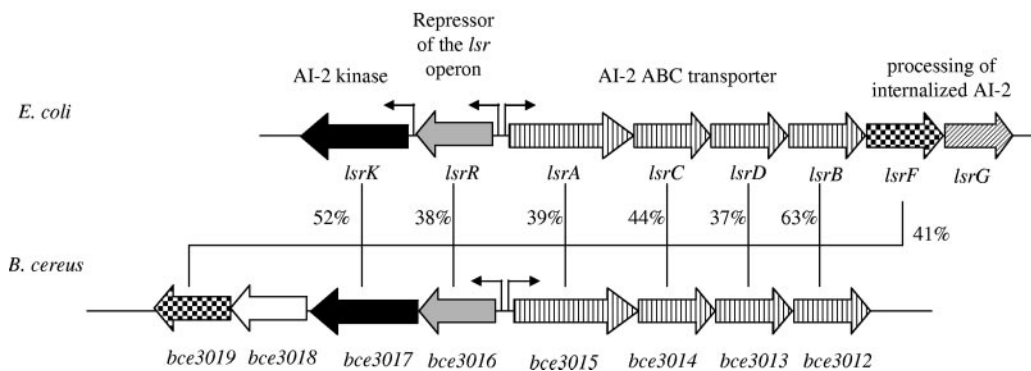 Repressor
of the lsr
operon
AI-2 kinase
AI-2 ABC transporter
processing of
internalized AI-2
E. coli
lsrK lsrR lsrA lsrC lsrD lsrB lsrF lsrG
52% 38% 39% 44% 37% 63% 41%
B. cereus
bce3019 bce3018 bce3017 bce3016 bce3015 bce3014 bce3013 bce3012